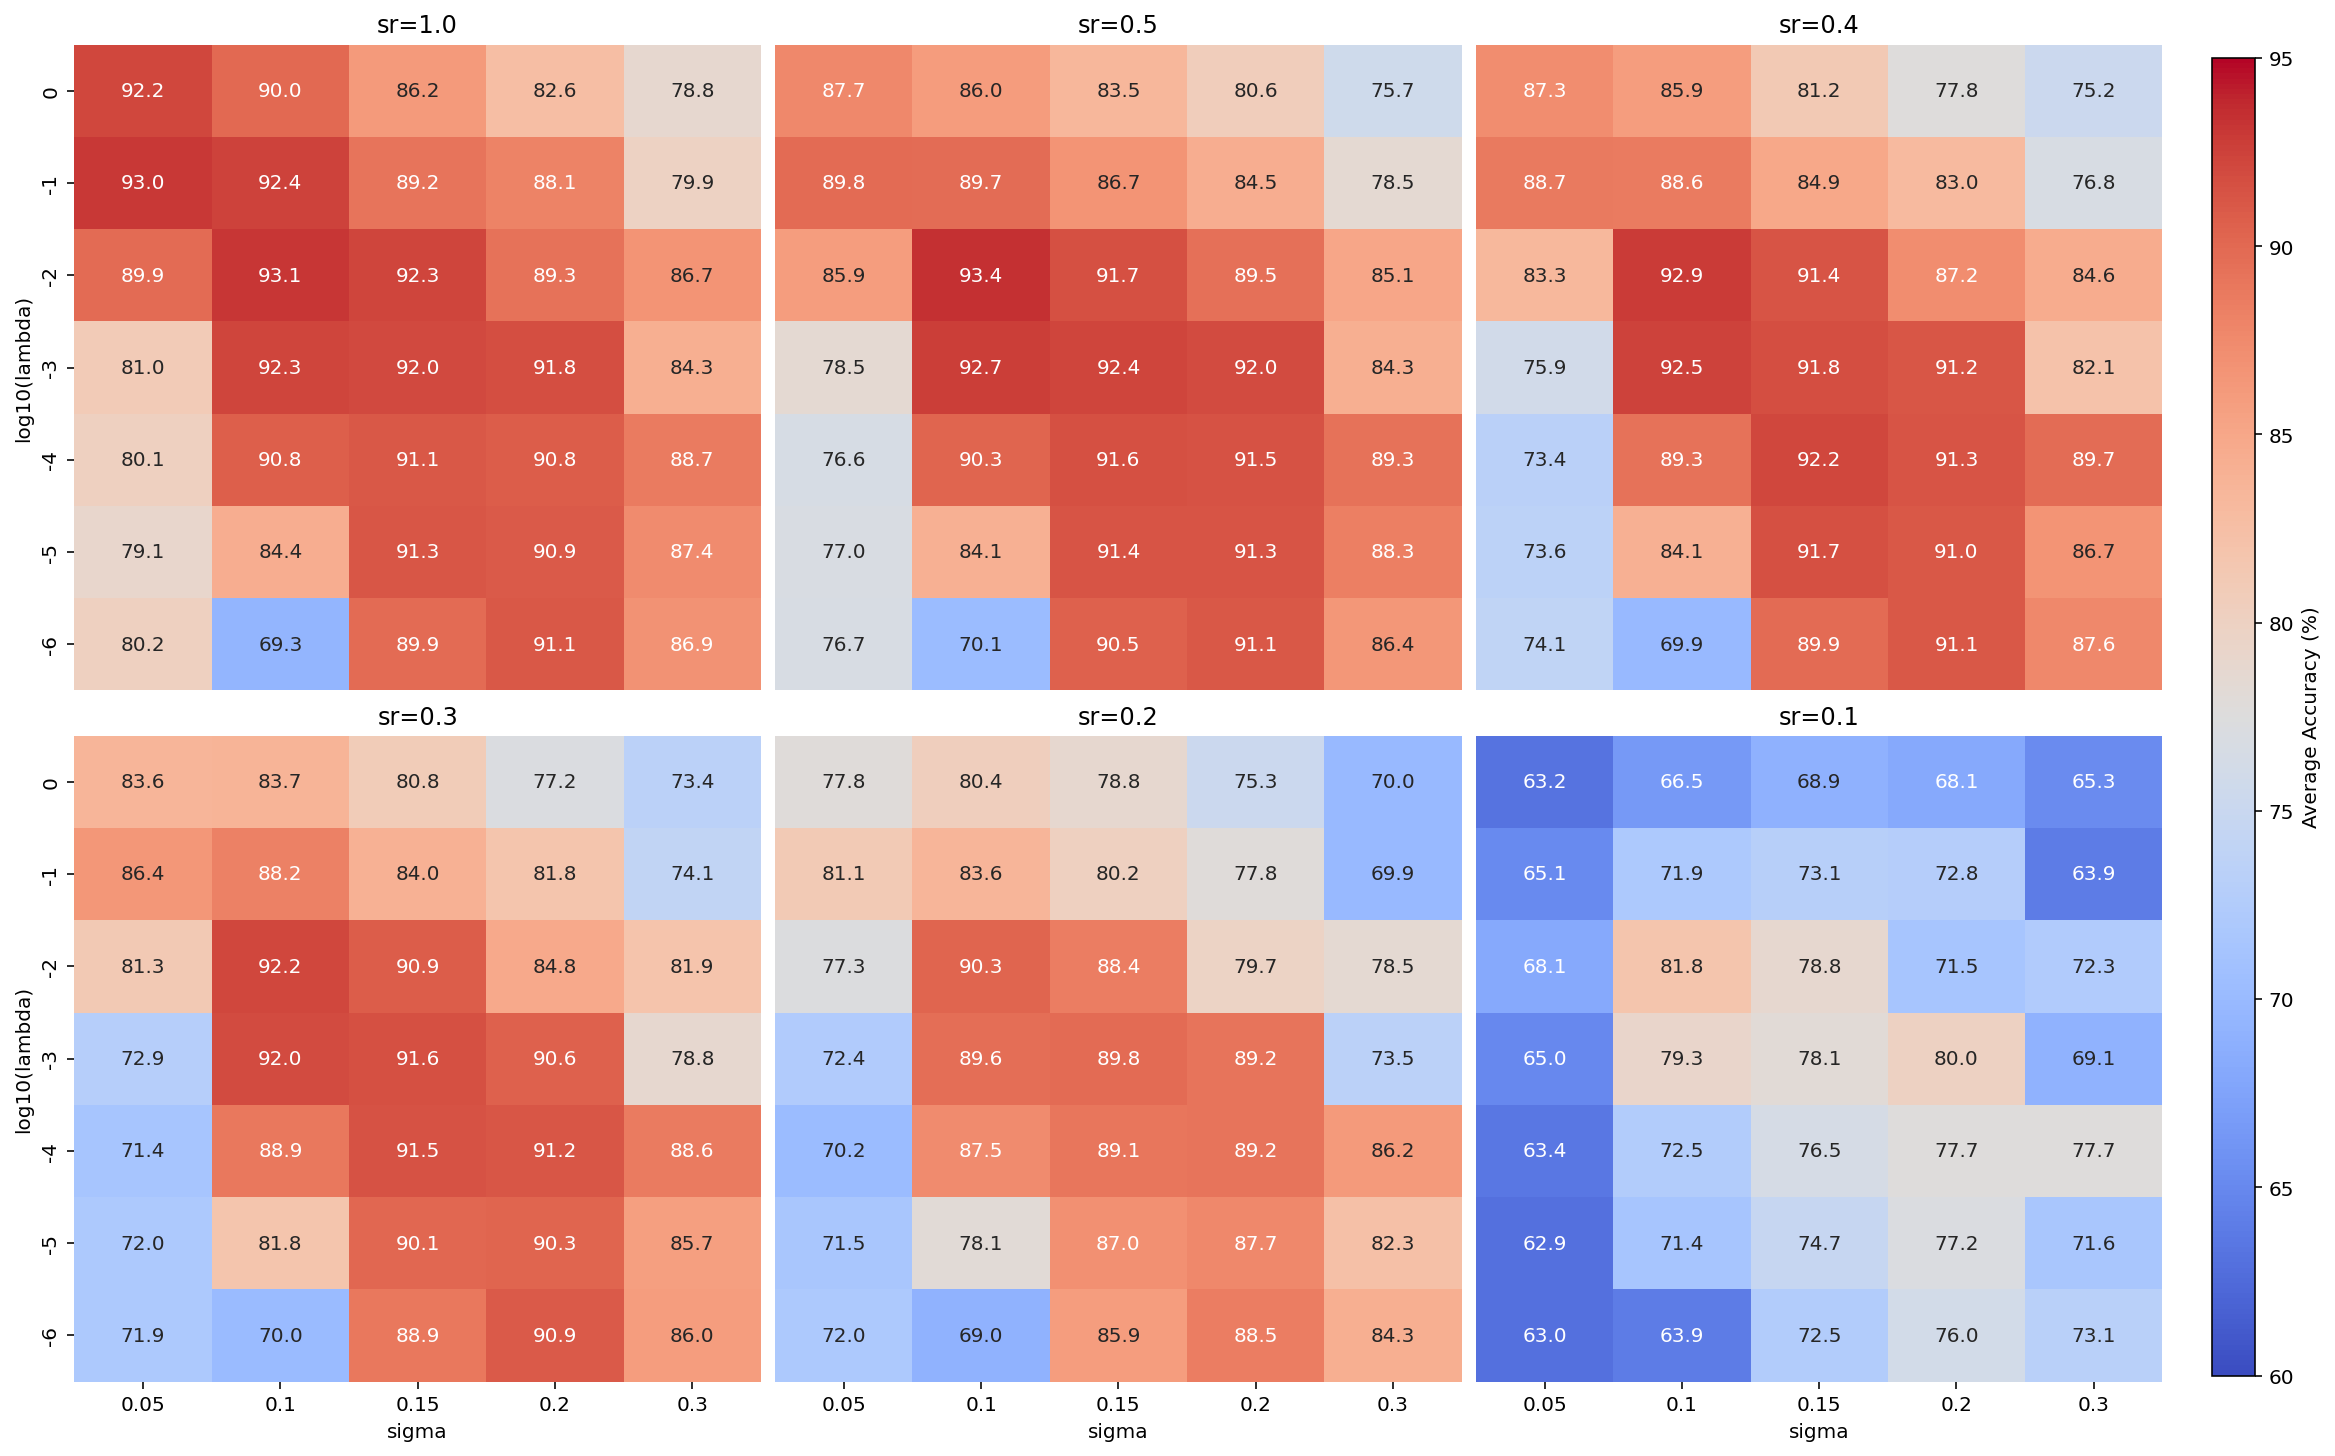 sr=1.0 sr=0.5 sr=0.4
0 92.2 90.0 86.2 82.6 78.8 87.7 86.0 83.5 80.6 75.7 87.3 85.9 81.2 77.8 75.2
-1 93.0 92.4 89.2 88.1 79.9 89.8 89.7 86.7 84.5 78.5 88.7 88.6 84.9 83.0 76.8
-2 89.9 93.1 92.3 89.3 86.7 85.9 93.4 91.7 89.5 85.1 83.3 92.9 91.4 87.2 84.6
-3 81.0 92.3 92.0 91.8 84.3 78.5 92.7 92.4 92.0 84.3 75.9 92.5 91.8 91.2 82.1
-4 80.1 90.8 91.1 90.8 88.7 76.6 90.3 91.6 91.5 89.3 73.4 89.3 92.2 91.3 89.7
-5 79.1 84.4 91.3 90.9 87.4 77.0 84.1 91.4 91.3 88.3 73.6 84.1 91.7 91.0 86.7
-6 80.2 69.3 89.9 91.1 86.9 76.7 70.1 90.5 91.1 86.4 74.1 69.9 89.9 91.1 87.6
log10(lambda)
sr=0.3 sr=0.2 sr=0.1
0 83.6 83.7 80.8 77.2 73.4 77.8 80.4 78.8 75.3 70.0 63.2 66.5 68.9 68.1 65.3
-1 86.4 88.2 84.0 81.8 74.1 81.1 83.6 80.2 77.8 69.9 65.1 71.9 73.1 72.8 63.9
-2 81.3 92.2 90.9 84.8 81.9 77.3 90.3 88.4 79.7 78.5 68.1 81.8 78.8 71.5 72.3
-3 72.9 92.0 91.6 90.6 78.8 72.4 89.6 89.8 89.2 73.5 65.0 79.3 78.1 80.0 69.1
-4 71.4 88.9 91.5 91.2 88.6 70.2 87.5 89.1 89.2 86.2 63.4 72.5 76.5 77.7 77.7
-5 72.0 81.8 90.1 90.3 85.7 71.5 78.1 87.0 87.7 82.3 62.9 71.4 74.7 77.2 71.6
-6 71.9 70.0 88.9 90.9 86.0 72.0 69.0 85.9 88.5 84.3 63.0 63.9 72.5 76.0 73.1
log10(lambda)
0.05 0.1 0.15 0.2 0.3 0.05 0.1 0.15 0.2 0.3 0.05 0.1 0.15 0.2 0.3
sigma sigma sigma
95
90
85
80
75
70
65
60
Average Accuracy (%)